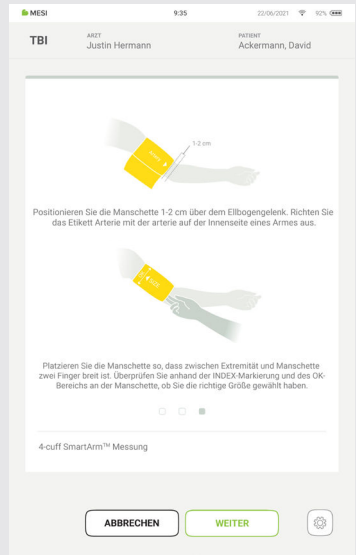 MESI 9:35 22/06/2021 92%
TBI
ARZT
Justin Hermann
PATIENT
Ackermann, David
1-2 cm
Positionieren Sie die Manschette 1-2 cm über dem Ellbogengelenk. Richten Sie
das Etikett Arterie mit der arterie auf der Innenseite eines Armes aus.
Platzieren Sie die Manschette so, dass zwischen Extremität und Manschette
zwei Finger breit ist. Überprüfen Sie anhand der INDEX-Markierung und des OK-
Bereichs an der Manschette, ob Sie die richtige Größe gewählt haben.
4-cuff SmartArm™ Messung
ABBRECHEN
WEITER